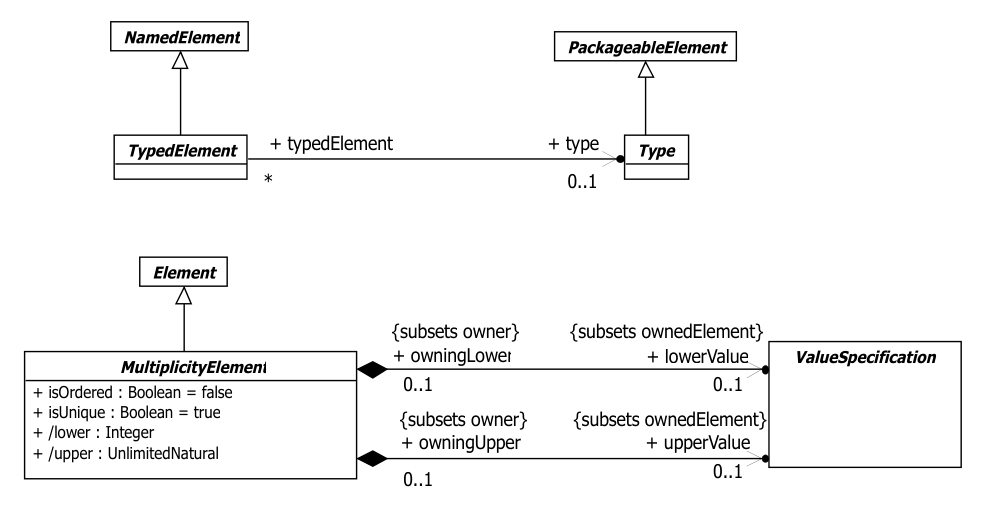 NamedElement
PackageableElement
TypedElement
+ typedElement
+ type
Type
*
0..1
Element
{subsets owner}
{subsets ownedElement}
MultiplicityElement
+ owningLower
+ lowerValue
ValueSpecification
+ isOrdered : Boolean = false
0..1
0..1
+ isUnique : Boolean = true
{subsets owner}
{subsets ownedElement}
+ /lower : Integer
+ owningUpper
+ upperValue
+ /upper : UnlimitedNatural
0..1
0..1